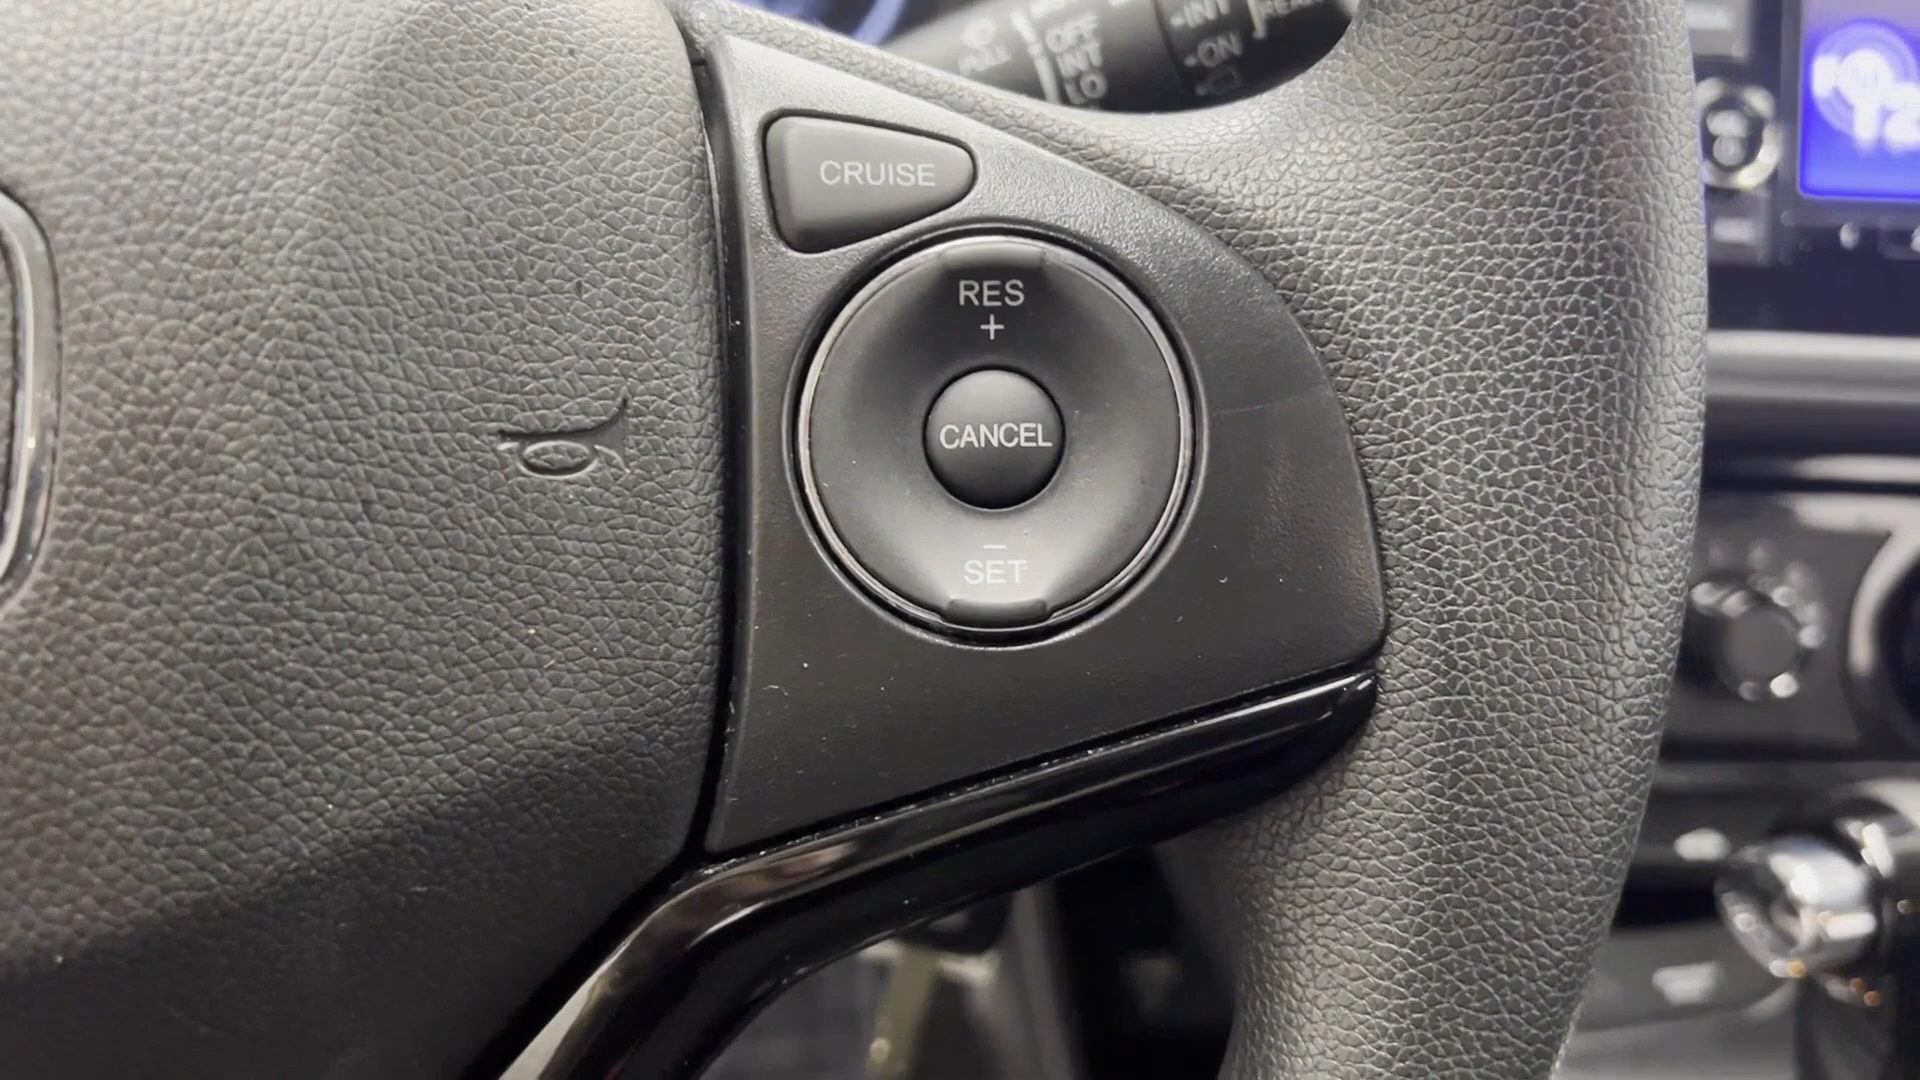 OFF
INT
LO
-INT
-ON
CRUISE
RES
+
CANCEL
−
SET